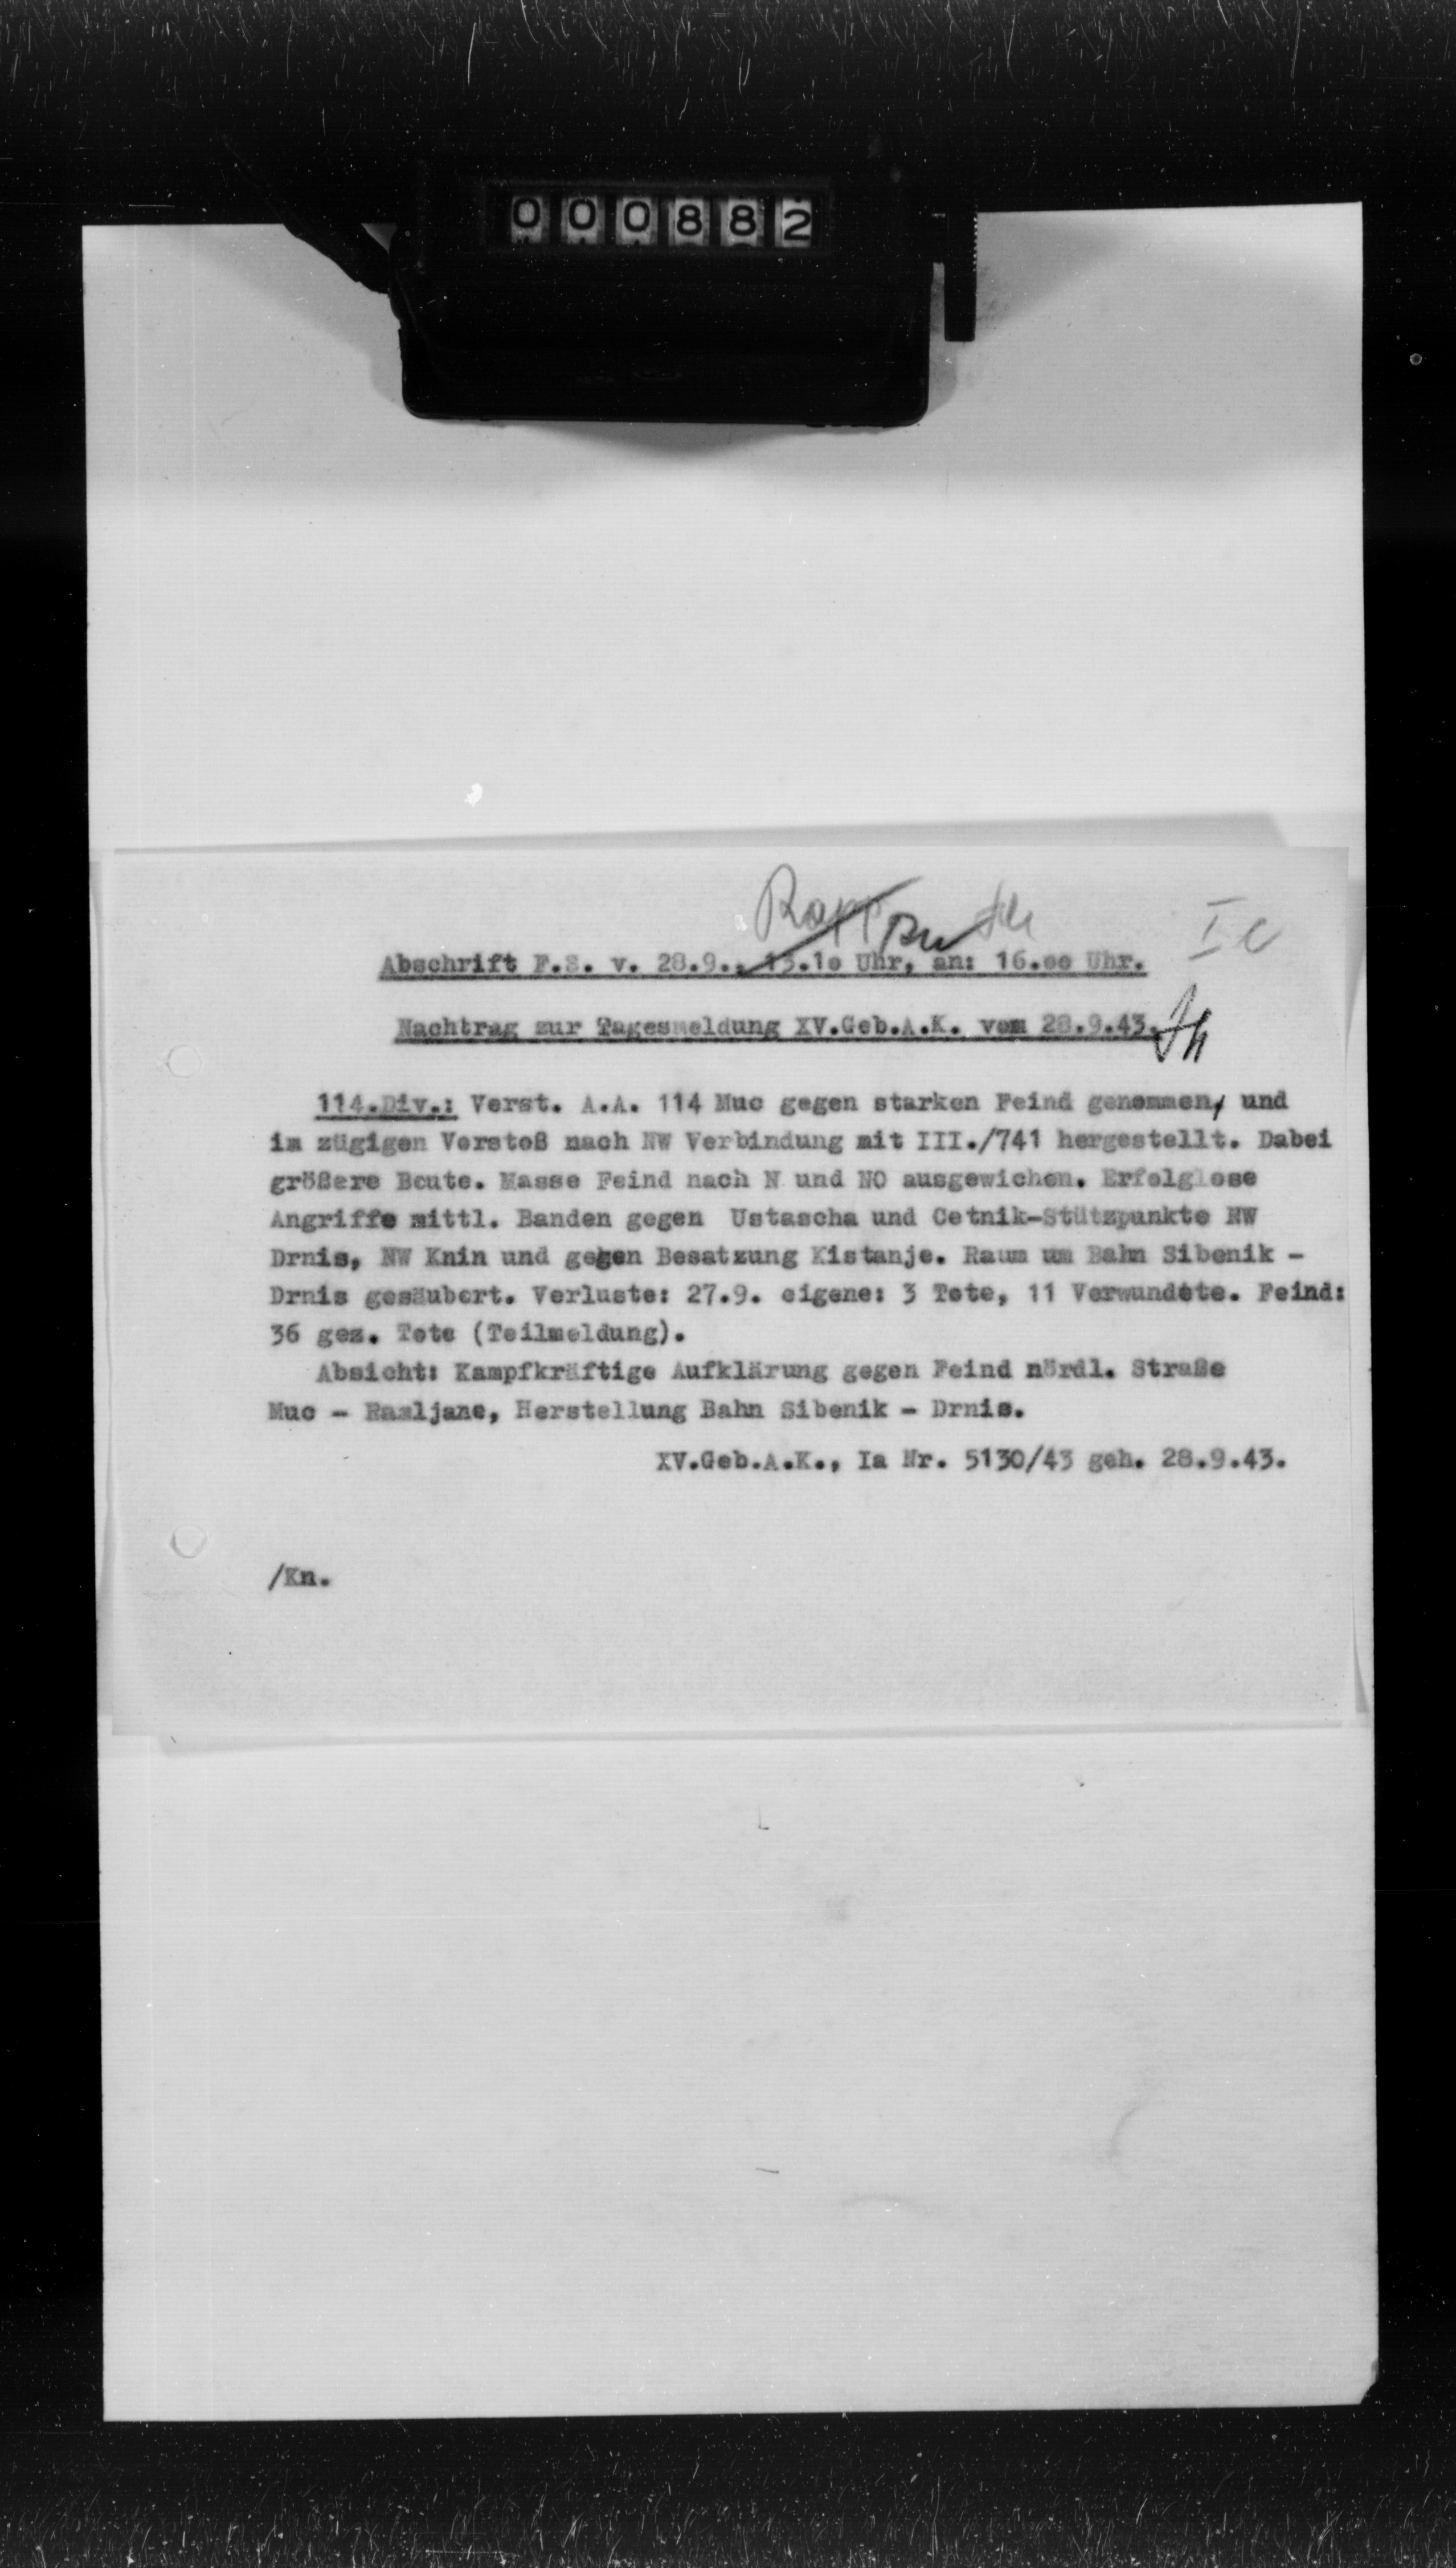 000882
I c
Abschrift F.S. v. 28.9., 13.1o Uhr, an: 16.oo Uhr.
Nachtrag zur Tagesmeldung XV.Geb.A.K. vom 28.9.43.
114.Div.: Verst. A.A. 114 Muc gegen starken Feind genommen, und
im zügigen Vorstoß nach NW Verbindung mit III./741 hergestellt. Dabei
größere Beute. Masse Feind nach N und NO ausgewichen. Erfolglose
Angriffe mittl. Banden gegen Ustascha und Cetnik-Stützpunkte NW
Drnis, NW Knin und gegen Besatzung Kistanje. Raum um Bahn Sibenik -
Drnis gesäubert. Verluste: 27.9. eigene: 3 Tote, 11 Verwundete. Feind:
36 gez. Tote (Teilmeldung).
Absicht: Kampfkräftige Aufklärung gegen Feind nördl. Straße
Muc - Ramljane, Herstellung Bahn Sibenik - Drnis.
XV.Geb.A.K., Ia Nr. 5130/43 geh. 28.9.43.
/Kn.